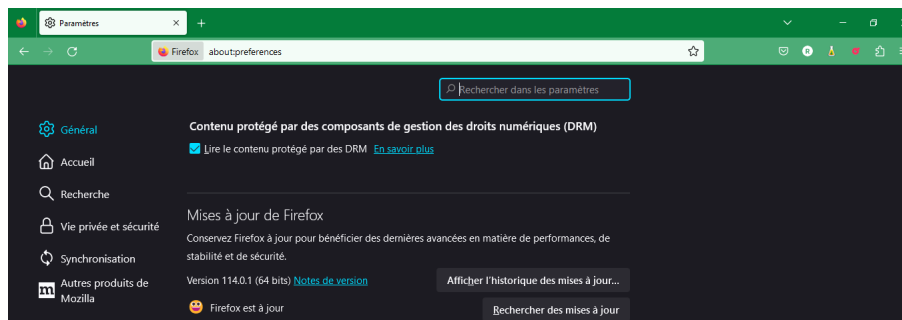 Paramètres
Firefox about:preferences
Rechercher dans les paramètres
Général
Accueil
Recherche
Vie privée et sécurité
Synchronisation
Autres produits de
Mozilla
Contenu protégé par des composants de gestion des droits numériques (DRM)
Lire le contenu protégé par des DRM En savoir plus
Mises à jour de Firefox
Conservez Firefox à jour pour bénéficier des dernières avancées en matière de performances, de
stabilité et de sécurité.
Version 114.0.1 (64 bits) Notes de version
Afficher l'historique des mises à jour...
Firefox est à jour
Rechercher des mises à jour